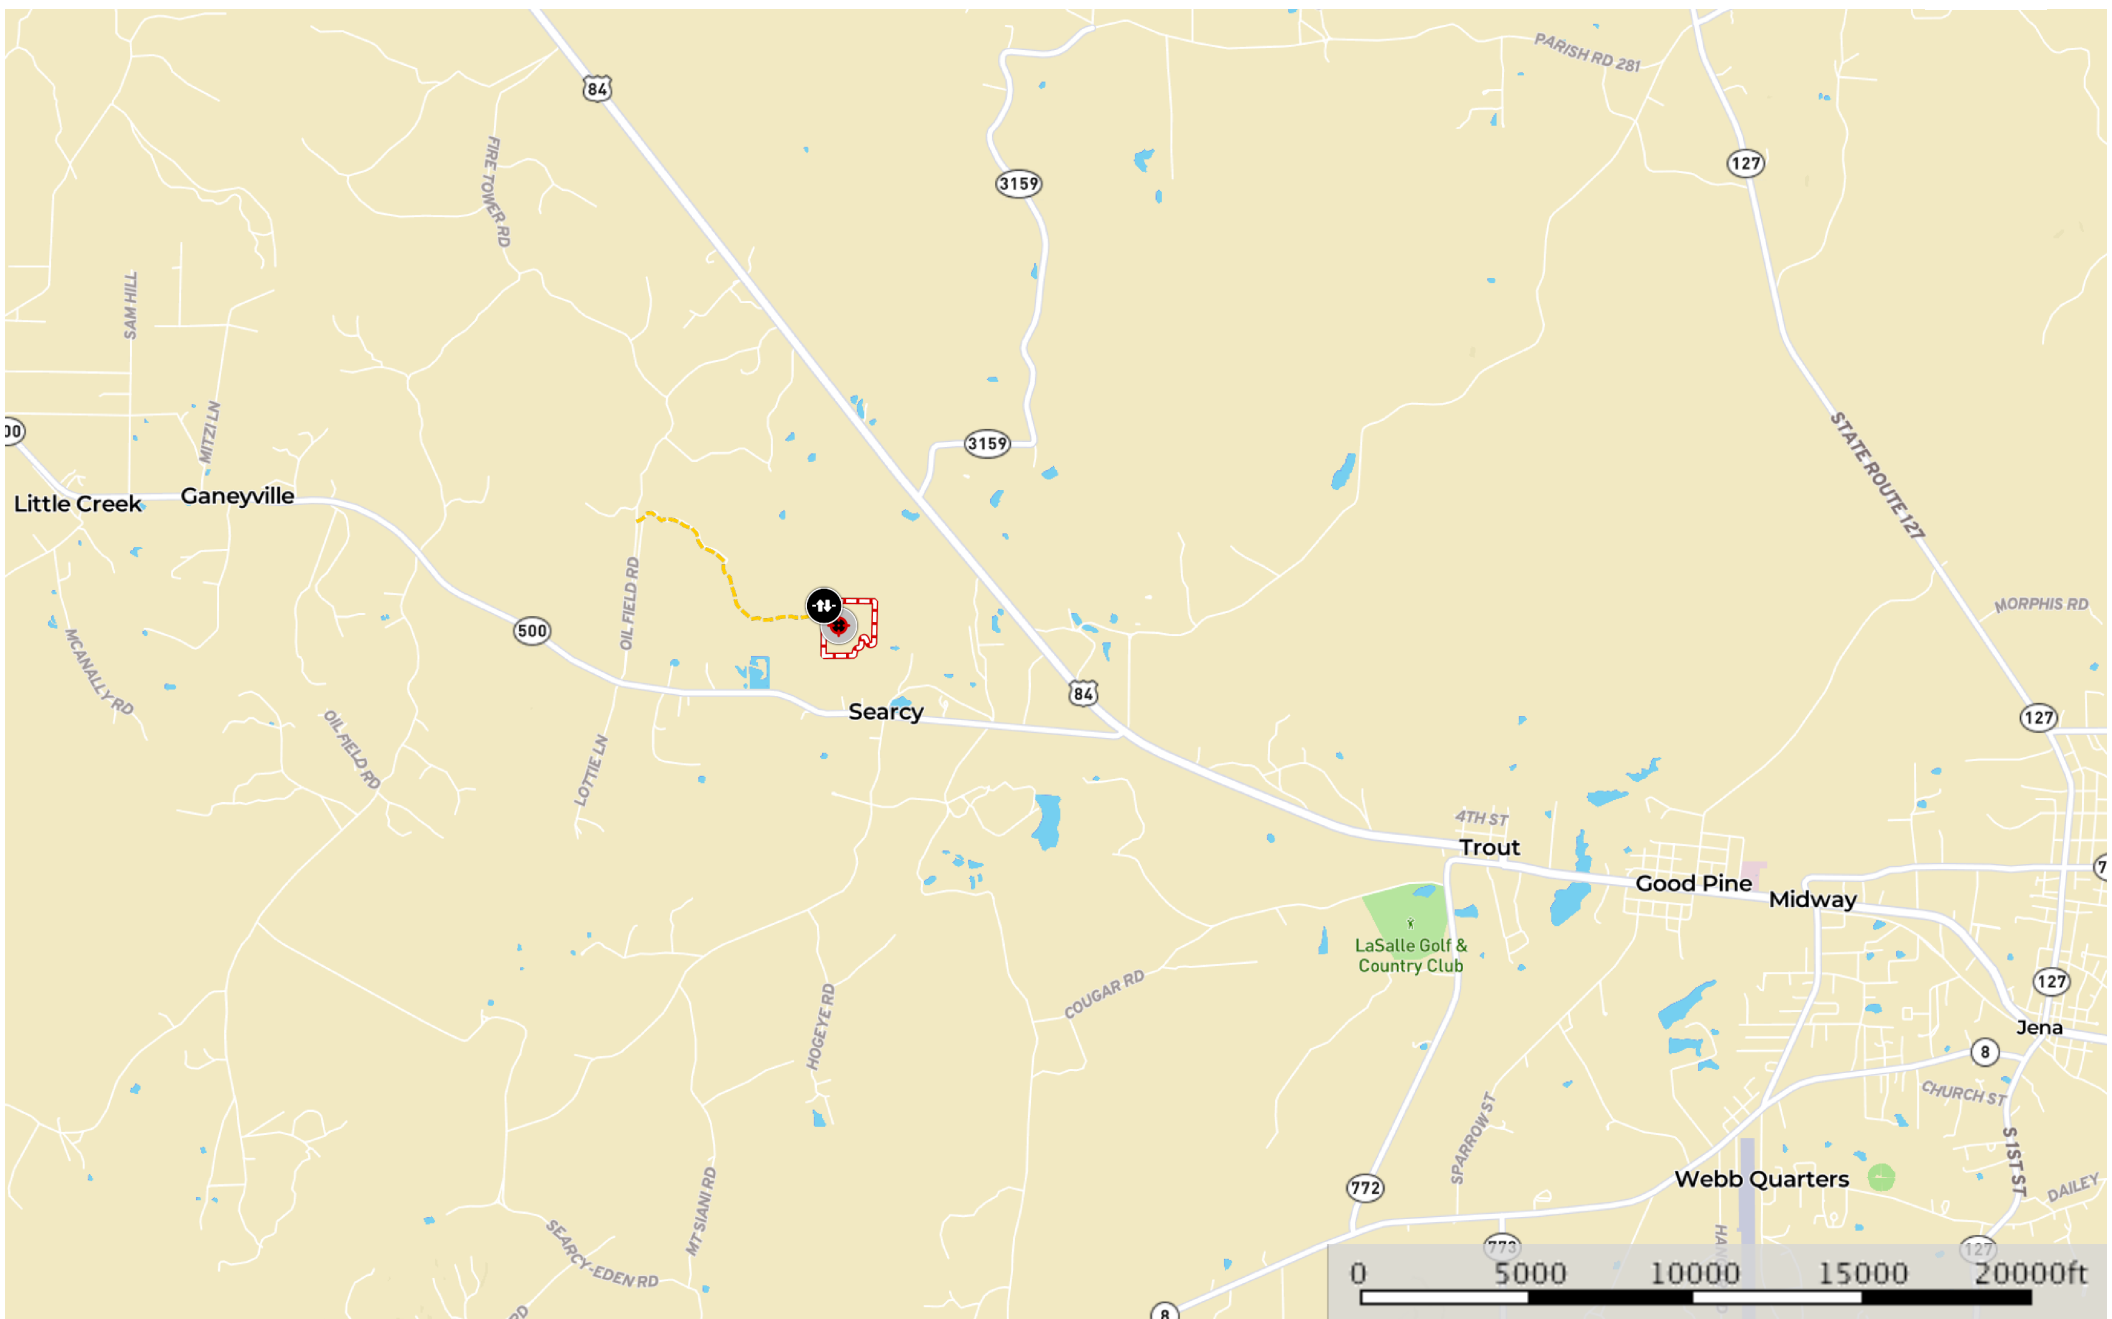 84
PARISH RD 281
127
3159
FIRE TOWER RD
SAM HILL
MITZI LN
STATE ROUTE 127
00
3159
Little Creek
Ganeyville
OIL FIELD RD
500
MORPHIS RD
MCANALLY RD
84
Searcy
127
OIL FIELD RD
LOTTIE LN
4TH ST
Trout
7
Good Pine
Midway
LaSalle Golf &
Country Club
COUGAR RD
127
HOGEYE RD
Jena
8
CHURCH ST
SPARROW ST
S 1ST ST
MT SIANI RD
772
Webb Quarters
DAILEY
SEARCY-EDEN RD
773
127
RD
8
0 5000 10000 15000 20000ft